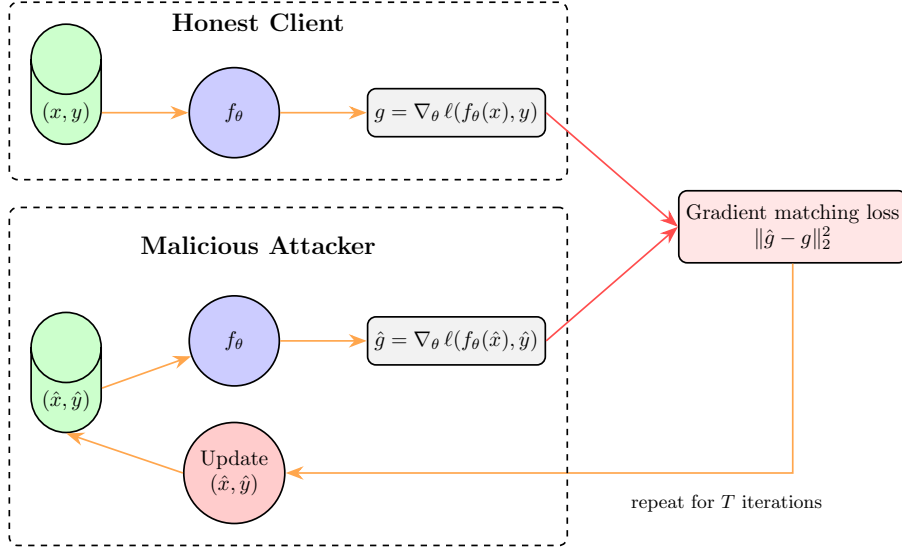 Honest Client
(x, y)
f_θ
g = ∇_θ ℓ(f_θ(x), y)
Gradient matching loss
‖ĝ − g‖₂²
Malicious Attacker
(x̂, ŷ)
f_θ
ĝ = ∇_θ ℓ(f_θ(x̂), ŷ)
Update
(x̂, ŷ)
repeat for T iterations